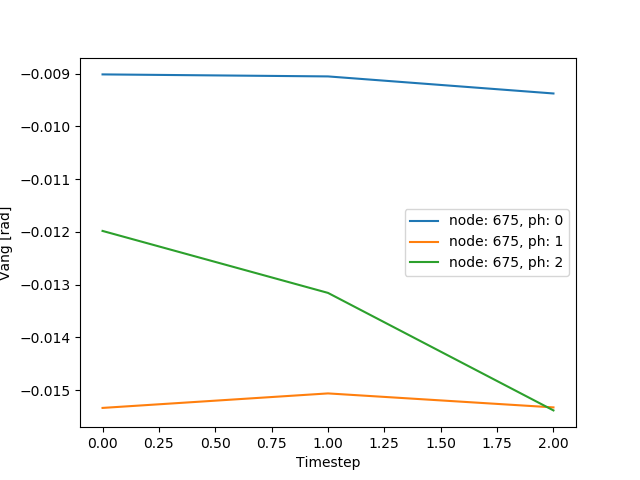 −0.009
−0.010
−0.011
−0.012
−0.013
−0.014
−0.015
Vang [rad]
node: 675, ph: 0
node: 675, ph: 1
node: 675, ph: 2
0.00 0.25 0.50 0.75 1.00 1.25 1.50 1.75 2.00
Timestep